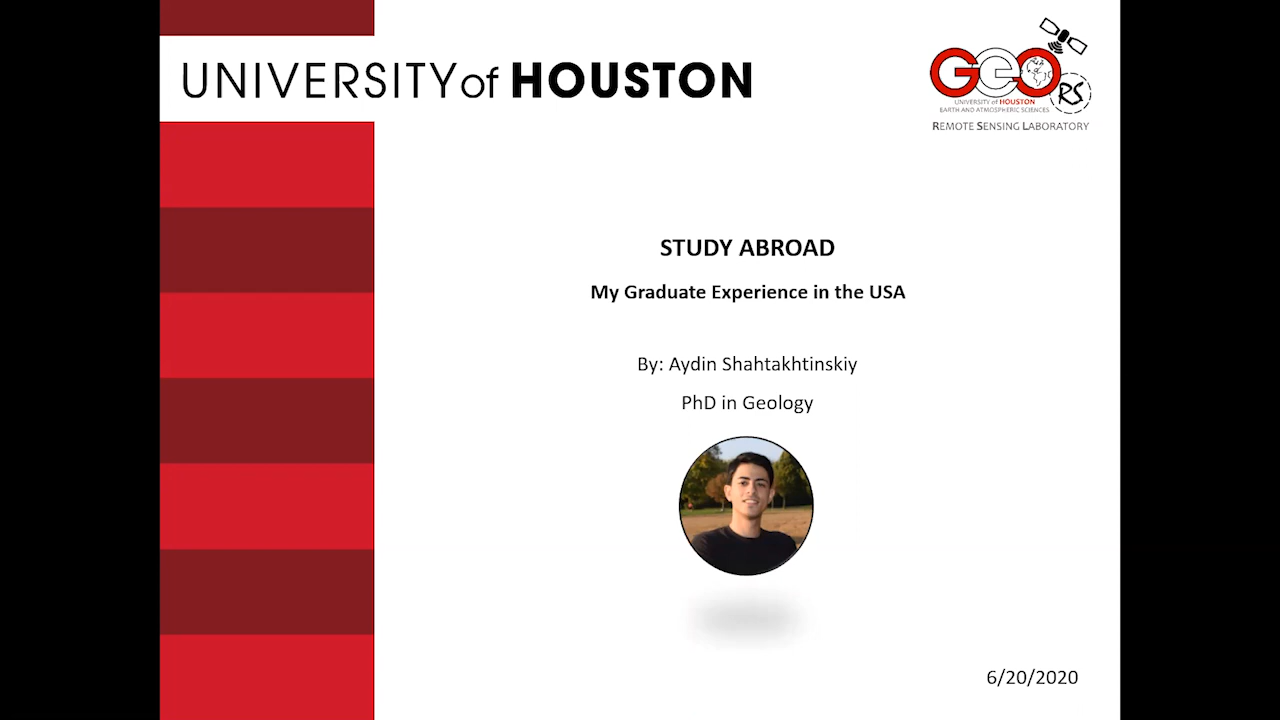 UNIVERSITY of HOUSTON
GeO
RS
UNIVERSITY of HOUSTON
EARTH AND ATMOSPHERIC SCIENCES
REMOTE SENSING LABORATORY
STUDY ABROAD
My Graduate Experience in the USA
By: Aydin Shahtakhtinskiy
PhD in Geology
6/20/2020